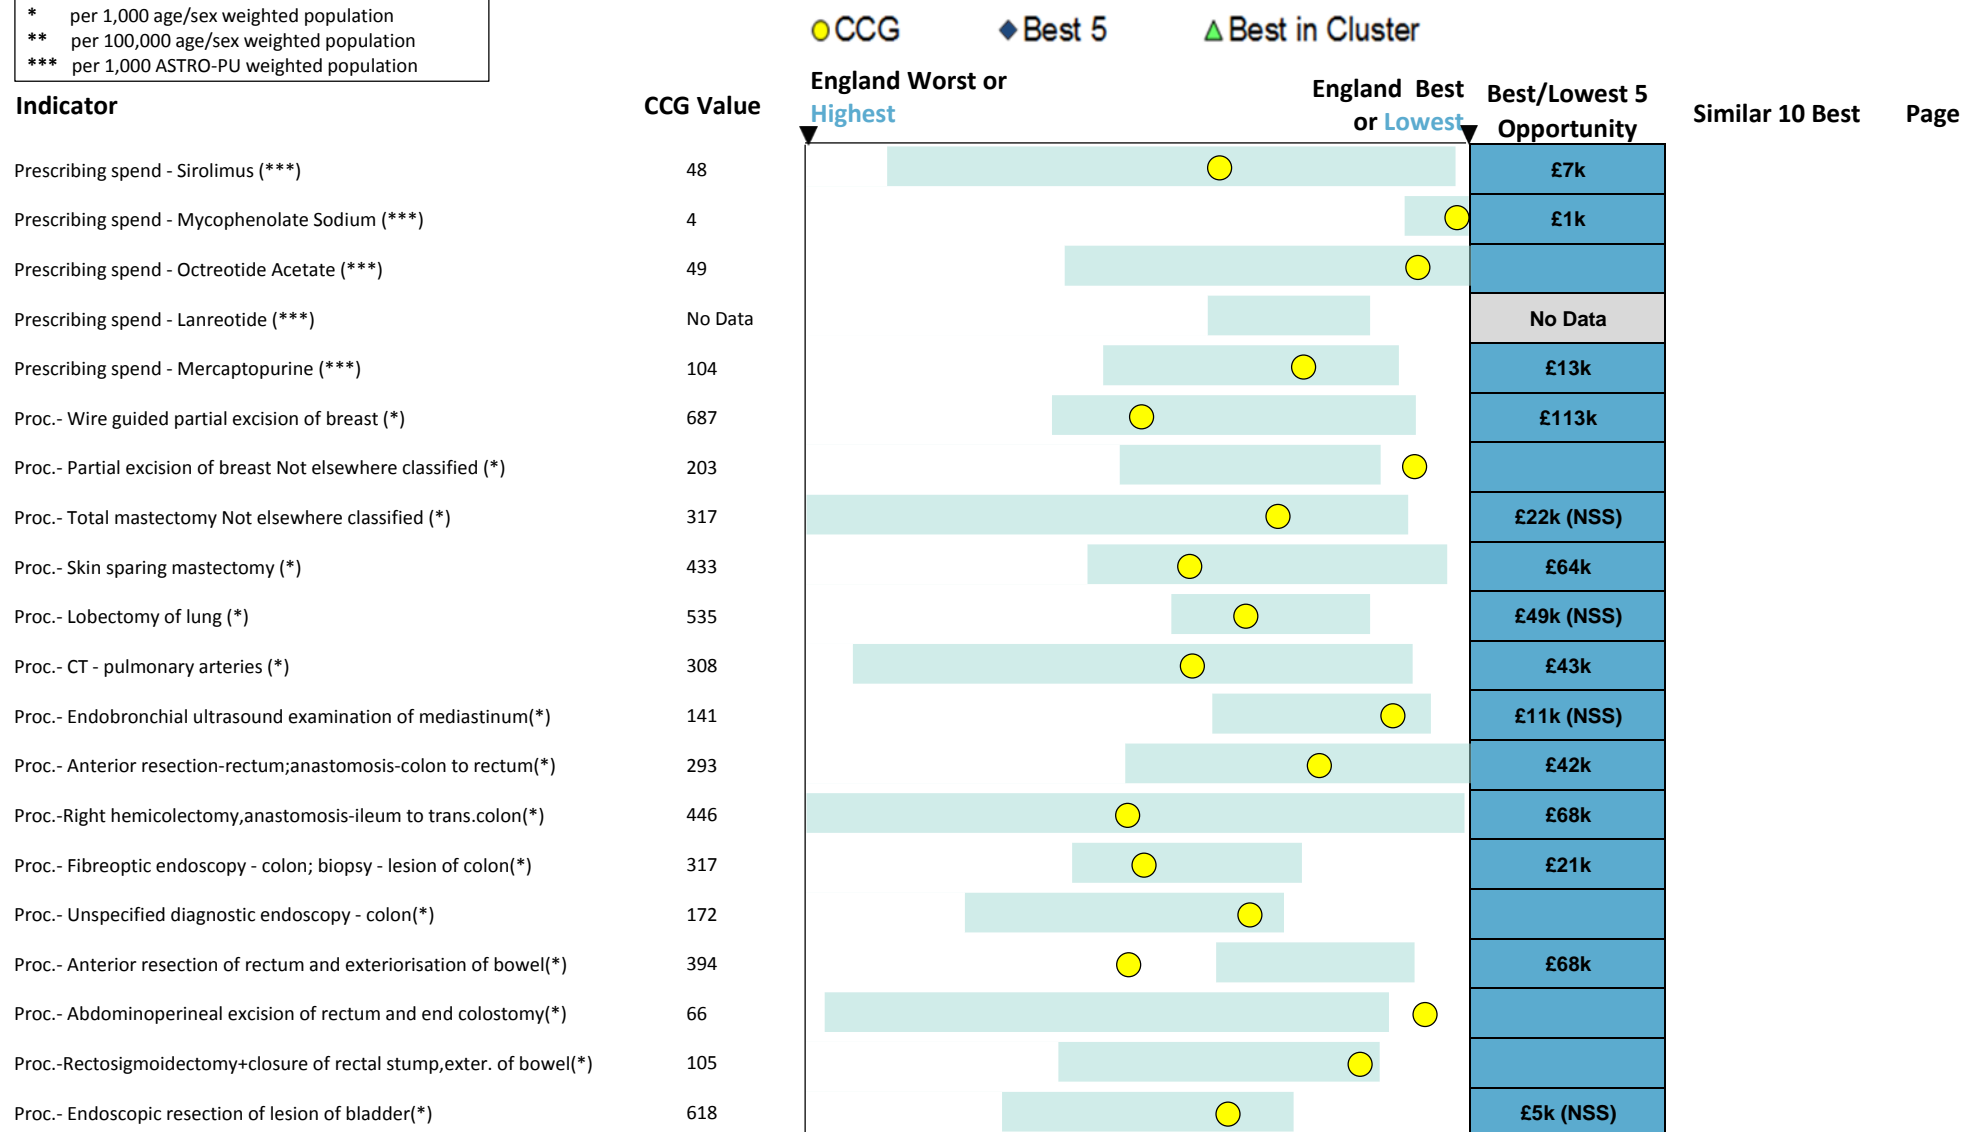 * per 1,000 age/sex weighted population
** per 100,000 age/sex weighted population
*** per 1,000 ASTRO-PU weighted population
CCG Best 5 Best in Cluster
Indicator CCG Value England Worst or Highest England Best or Lowest Best/Lowest 5 Opportunity Similar 10 Best Page
Prescribing spend - Sirolimus (***) 48 £7k
Prescribing spend - Mycophenolate Sodium (***) 4 £1k
Prescribing spend - Octreotide Acetate (***) 49
Prescribing spend - Lanreotide (***) No Data No Data
Prescribing spend - Mercaptopurine (***) 104 £13k
Proc.- Wire guided partial excision of breast (*) 687 £113k
Proc.- Partial excision of breast Not elsewhere classified (*) 203
Proc.- Total mastectomy Not elsewhere classified (*) 317 £22k (NSS)
Proc.- Skin sparing mastectomy (*) 433 £64k
Proc.- Lobectomy of lung (*) 535 £49k (NSS)
Proc.- CT - pulmonary arteries (*) 308 £43k
Proc.- Endobronchial ultrasound examination of mediastinum(*) 141 £11k (NSS)
Proc.- Anterior resection-rectum;anastomosis-colon to rectum(*) 293 £42k
Proc.-Right hemicolectomy,anastomosis-ileum to trans.colon(*) 446 £68k
Proc.- Fibreoptic endoscopy - colon; biopsy - lesion of colon(*) 317 £21k
Proc.- Unspecified diagnostic endoscopy - colon(*) 172
Proc.- Anterior resection of rectum and exteriorisation of bowel(*) 394 £68k
Proc.- Abdominoperineal excision of rectum and end colostomy(*) 66
Proc.-Rectosigmoidectomy+closure of rectal stump,exter. of bowel(*) 105
Proc.- Endoscopic resection of lesion of bladder(*) 618 £5k (NSS)